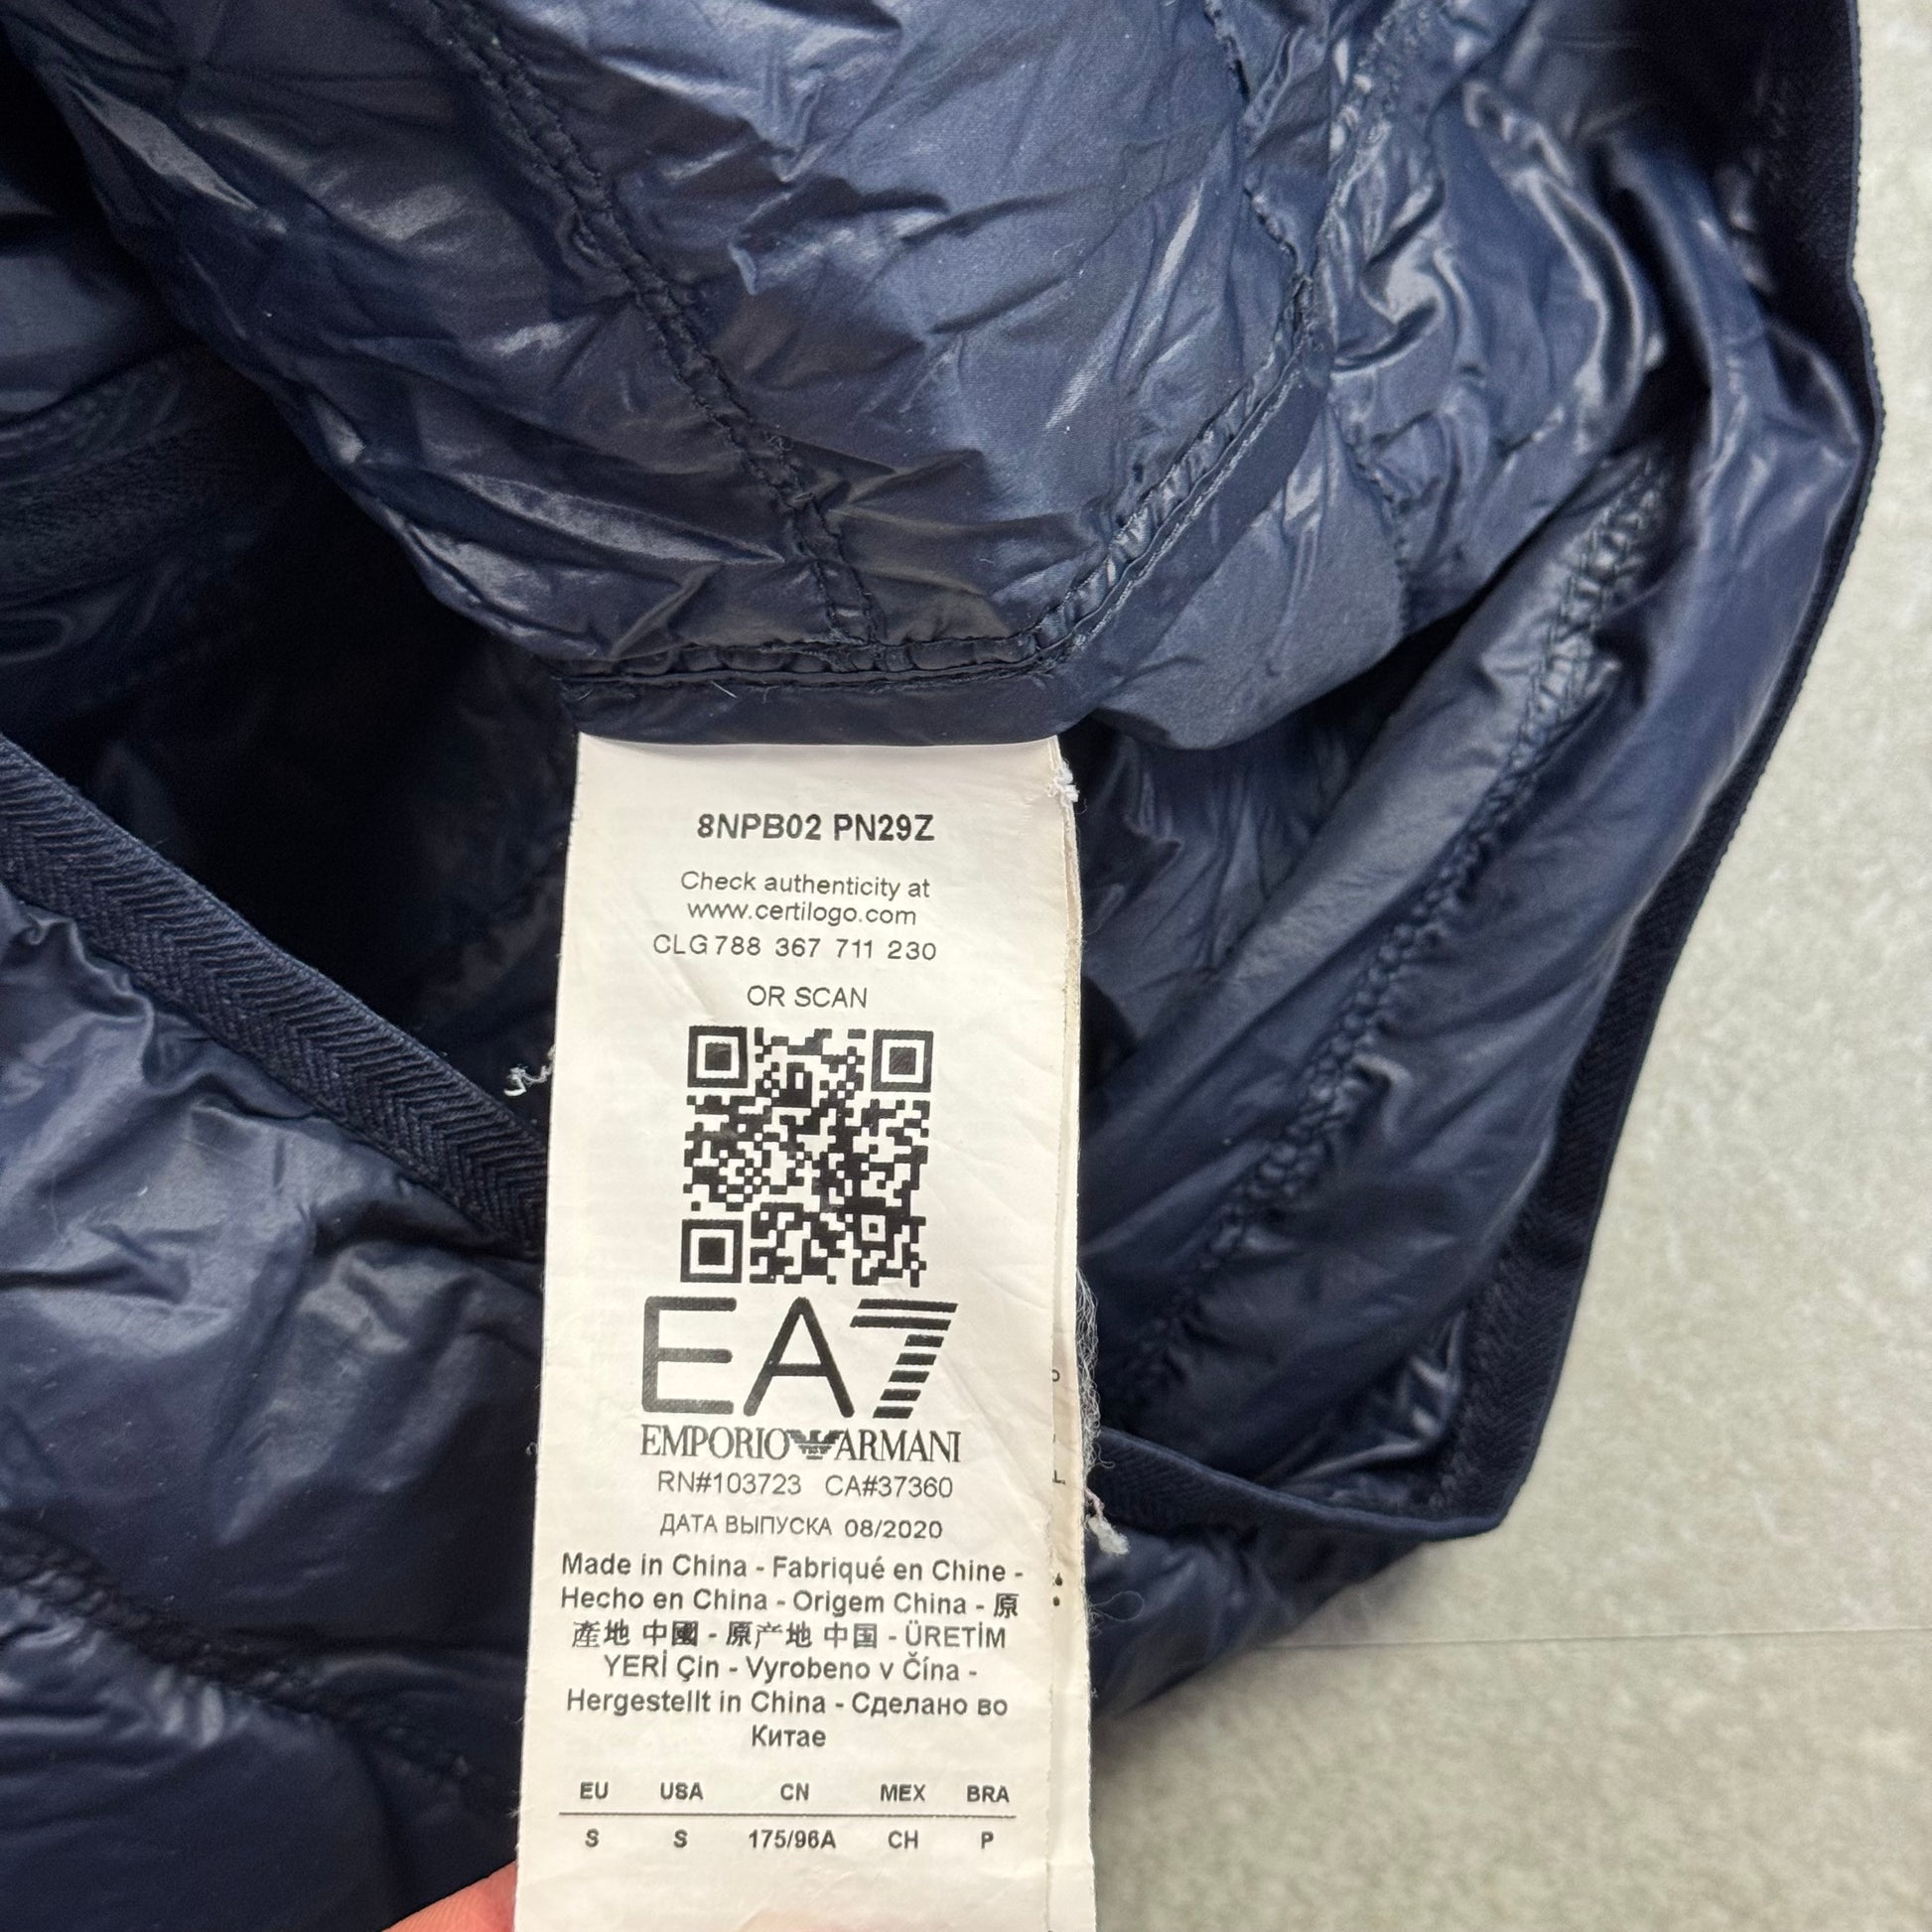 8NPB02 PN29Z
Check authenticity at
www.certilogo.com
CLG 788 367 711 230
OR SCAN
EA7
EMPORIO ARMANI
RN#103723 CA#37360
ДАТА ВЫПУСКА 08/2020
Made in China - Fabriqué en Chine -
Hecho en China - Origem China - 原
產地 中國 - 原产地 中国 - ÜRETİM
YERİ Çin - Vyrobeno v Čína -
Hergestellt in China - Сделано во
Китае
EU USA CN MEX BRA
S S 175/96A CH P